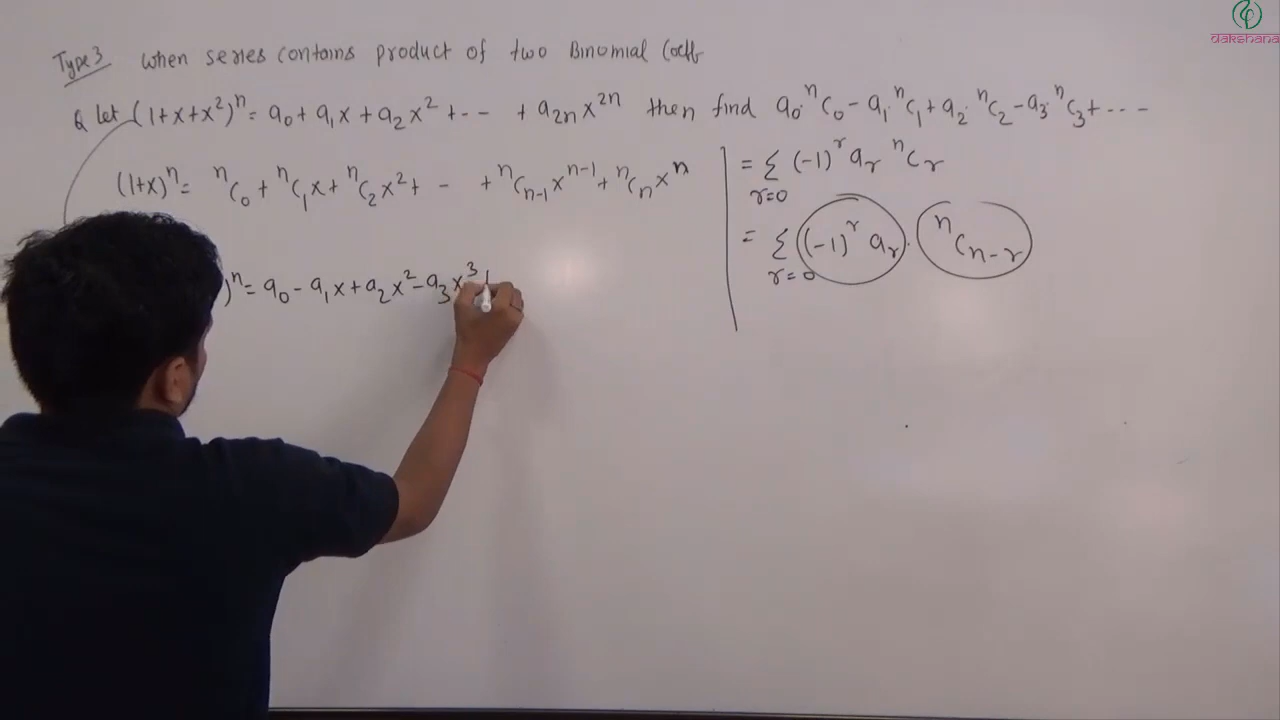 dakshana
Type 3 When series contains product of two Binomial Coeff
Q let (1+x+x²)ⁿ = a₀ + a₁x + a₂x² + -- + a₂ₙx²ⁿ then find a₀·ⁿC₀ - a₁·ⁿC₁ + a₂·ⁿC₂ - a₃·ⁿC₃ + ----
(1+x)ⁿ = ⁿC₀ + ⁿC₁x + ⁿC₂x² + - + ⁿCₙ₋₁xⁿ⁻¹ + ⁿCₙxⁿ
)ⁿ = a₀ - a₁x + a₂x² - a₃x³
= Σ (-1)ʳ aᵣ ⁿCᵣ
r=0
= Σ (-1)ʳ aᵣ · ⁿCₙ₋ᵣ
r=0